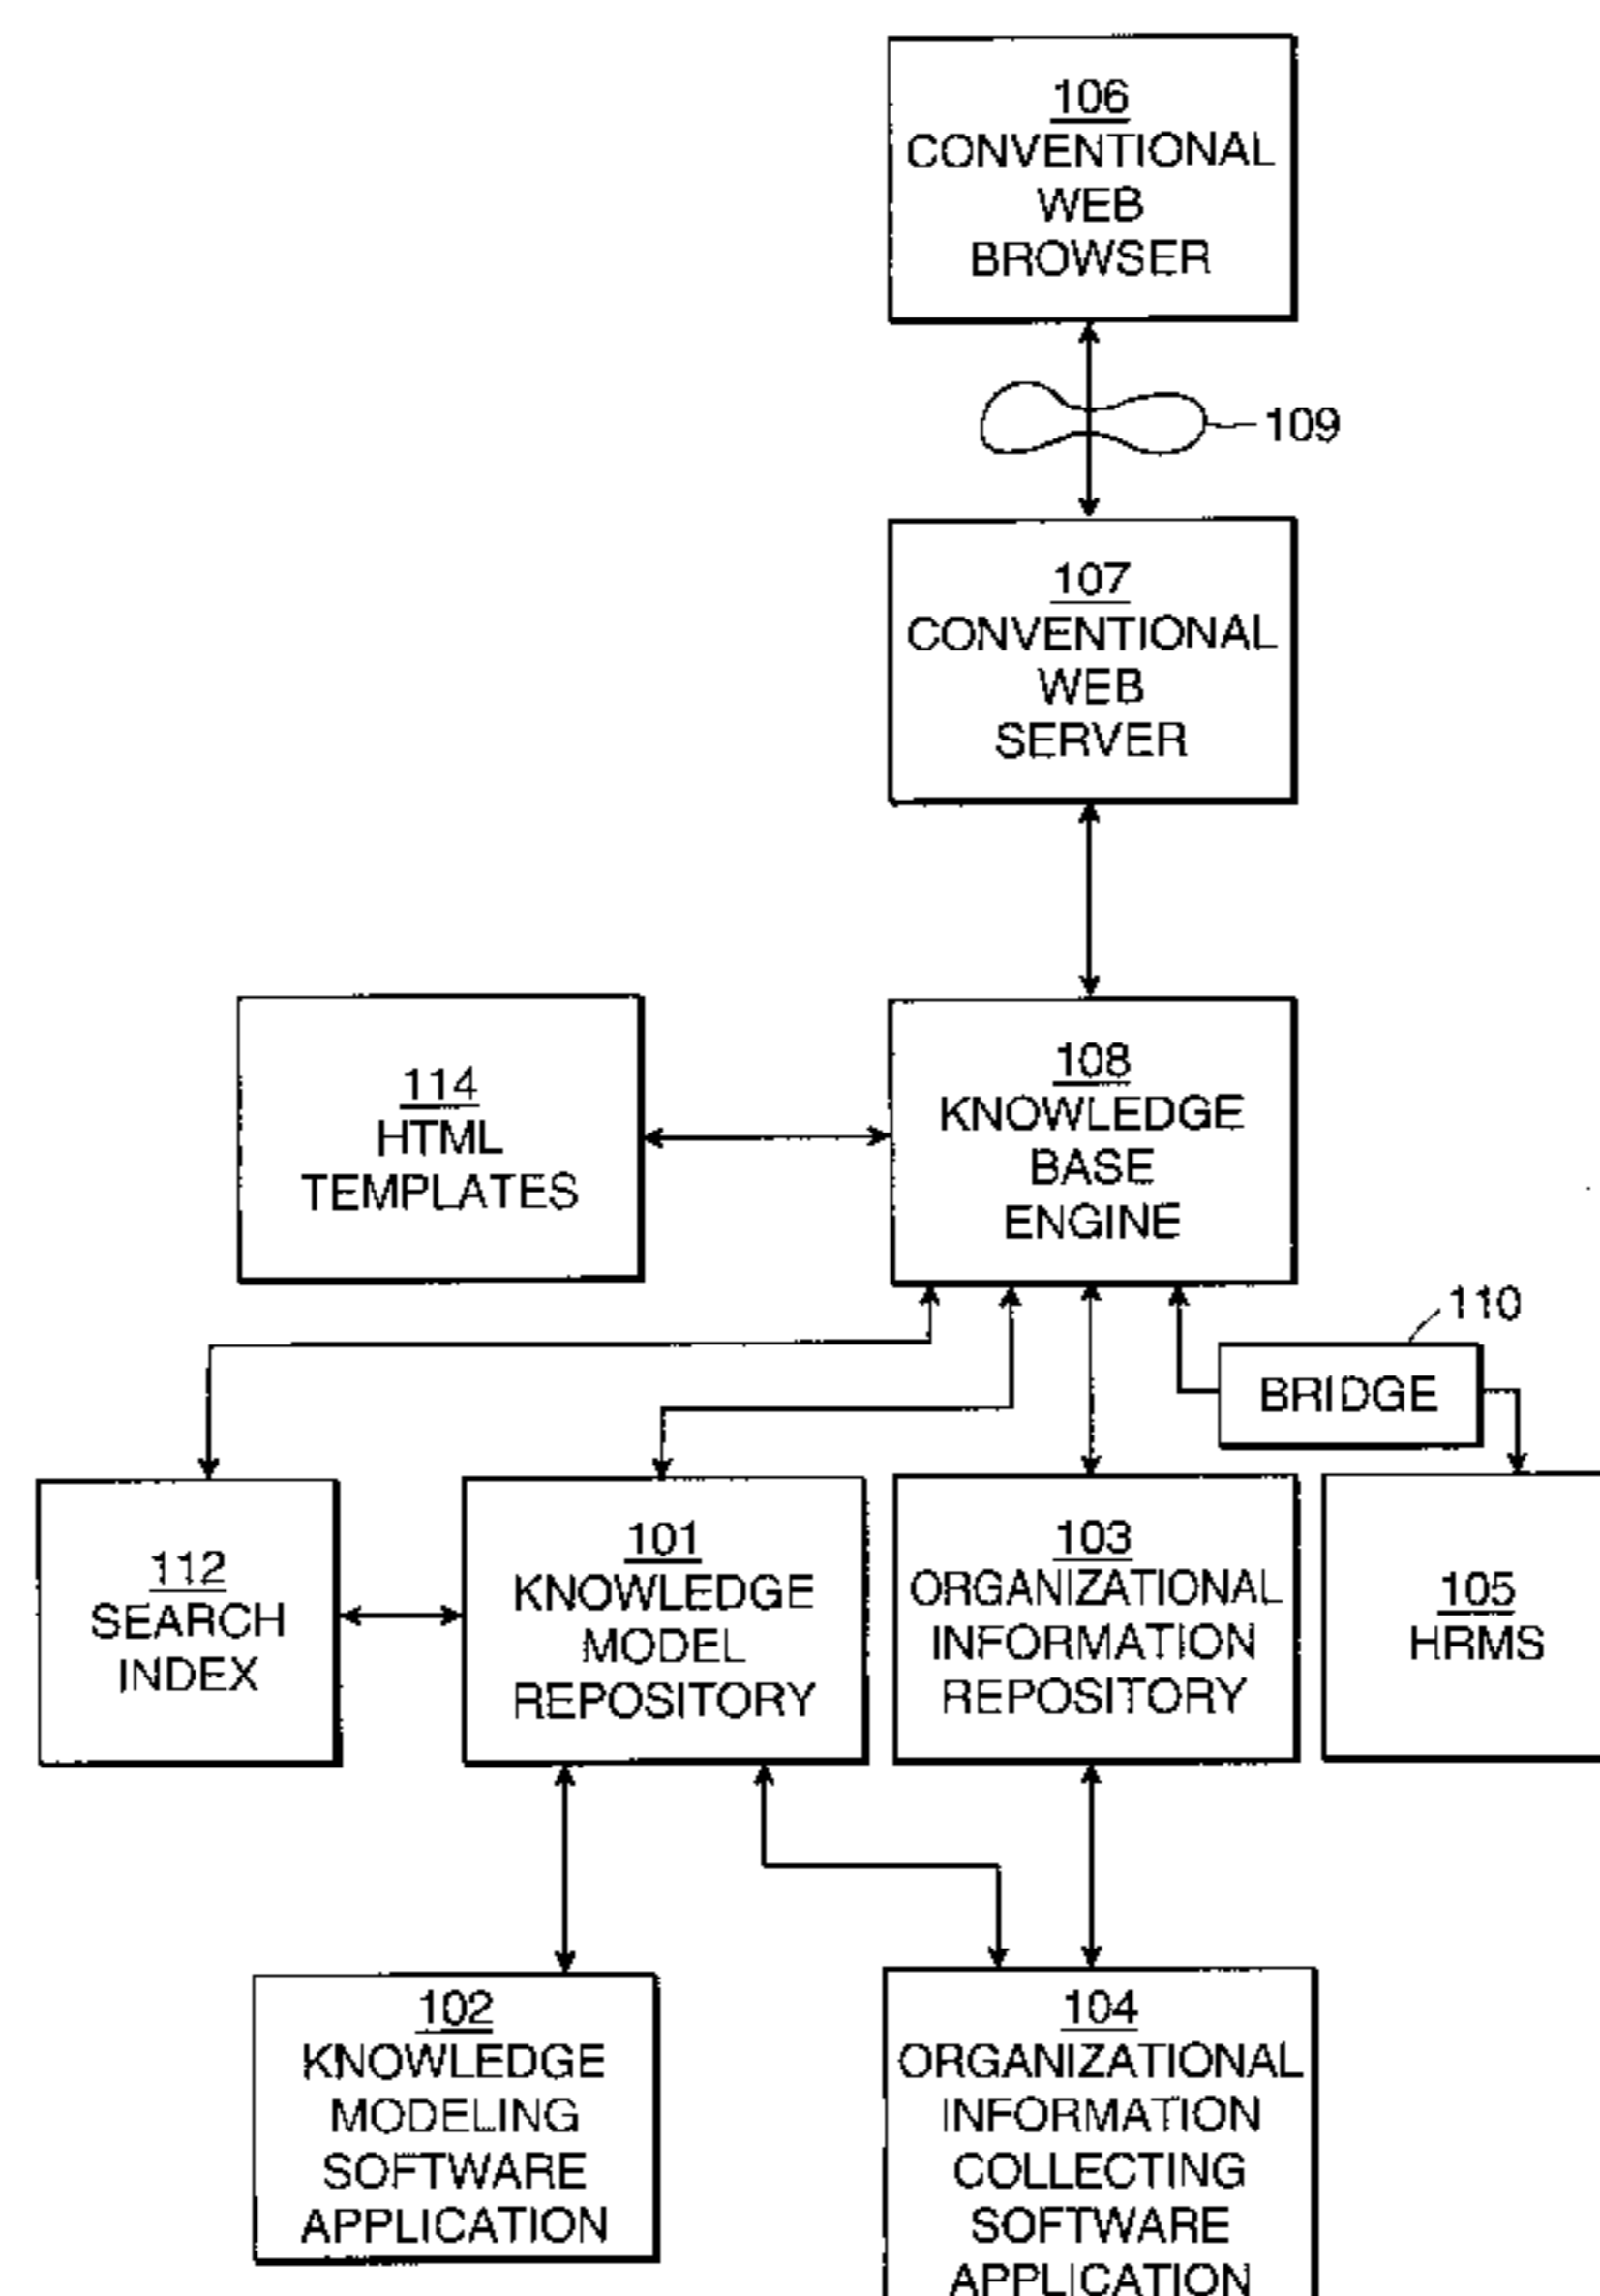 106
CONVENTIONAL
WEB
BROWSER
109
107
CONVENTIONAL
WEB
SERVER
114
HTML
TEMPLATES
108
KNOWLEDGE
BASE
ENGINE
110
BRIDGE
112
SEARCH
INDEX
101
KNOWLEDGE
MODEL
REPOSITORY
103
ORGANIZATIONAL
INFORMATION
REPOSITORY
105
HRMS
102
KNOWLEDGE
MODELING
SOFTWARE
APPLICATION
104
ORGANIZATIONAL
INFORMATION
COLLECTING
SOFTWARE
APPLICATION